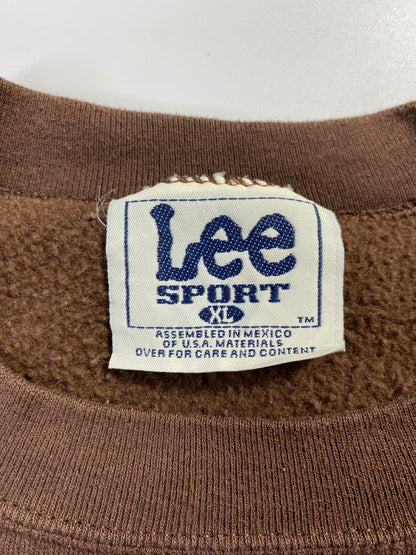 Lee
SPORT
XL
TM
ASSEMBLED IN MEXICO
OF U.S.A. MATERIALS
OVER FOR CARE AND CONTENT